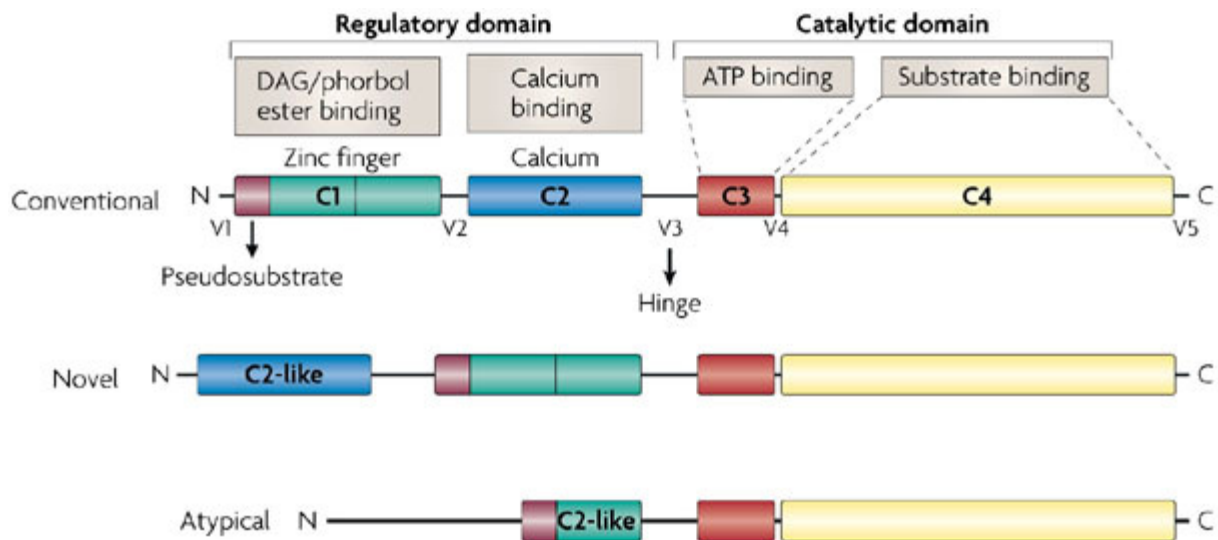 Regulatory domain
Catalytic domain
DAG/phorbol
ester binding
Calcium
binding
ATP binding
Substrate binding
Zinc finger
Calcium
Conventional
N
C1
C2
C3
C4
C
V1
V2
V3
V4
V5
Pseudosubstrate
Hinge
Novel
N
C2-like
C
Atypical
N
C2-like
C